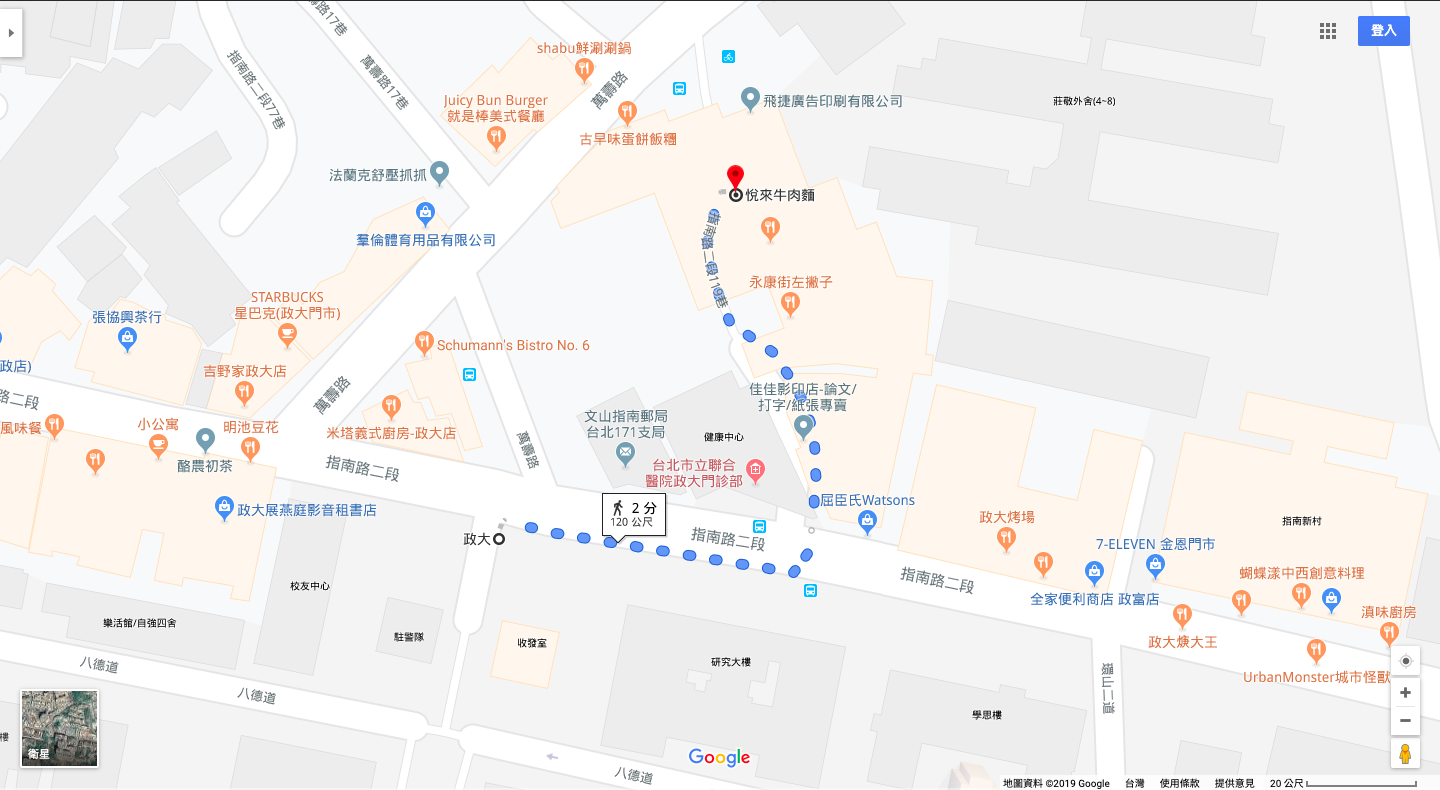 萬壽路17巷
登入
shabu鮮涮涮鍋
指南路二段77巷
萬壽路17巷
萬壽路
Juicy Bun Burger
就是棒美式餐廳
飛捷廣告印刷有限公司
莊敬外舍(4~8)
古早味蛋餅飯糰
法蘭克舒壓抓抓
悅來牛肉麵
指南路二段119巷
羣倫體育用品有限公司
永康街左撇子
STARBUCKS
星巴克(政大門市)
張協興茶行
Schumann's Bistro No. 6
政店)
吉野家政大店
萬壽路
佳佳影印店-論文/
打字/紙張專賣
路二段
風味餐
小公寓
明池豆花
米塔義式廚房-政大店
文山指南郵局
台北171支局
健康中心
萬壽路
酩農初茶
指南路二段
台北市立聯合
醫院政大門診部
政大展燕庭影音租書店
2 分
120 公尺
屈臣氏Watsons
政大烤場
指南新村
政大
指南路二段
7-ELEVEN 金恩門市
指南路二段
蝴蝶漾中西創意料理
校友中心
全家便利商店 政富店
滇味廚房
樂活館/自強四舍
駐警隊
收發室
政大焿大王
研究大樓
八德道
UrbanMonster城市怪獸
八德道
學思樓
樓
衛星
Google
八德道
地圖資料 ©2019 Google
台灣
使用條款
提供意見
20 公尺